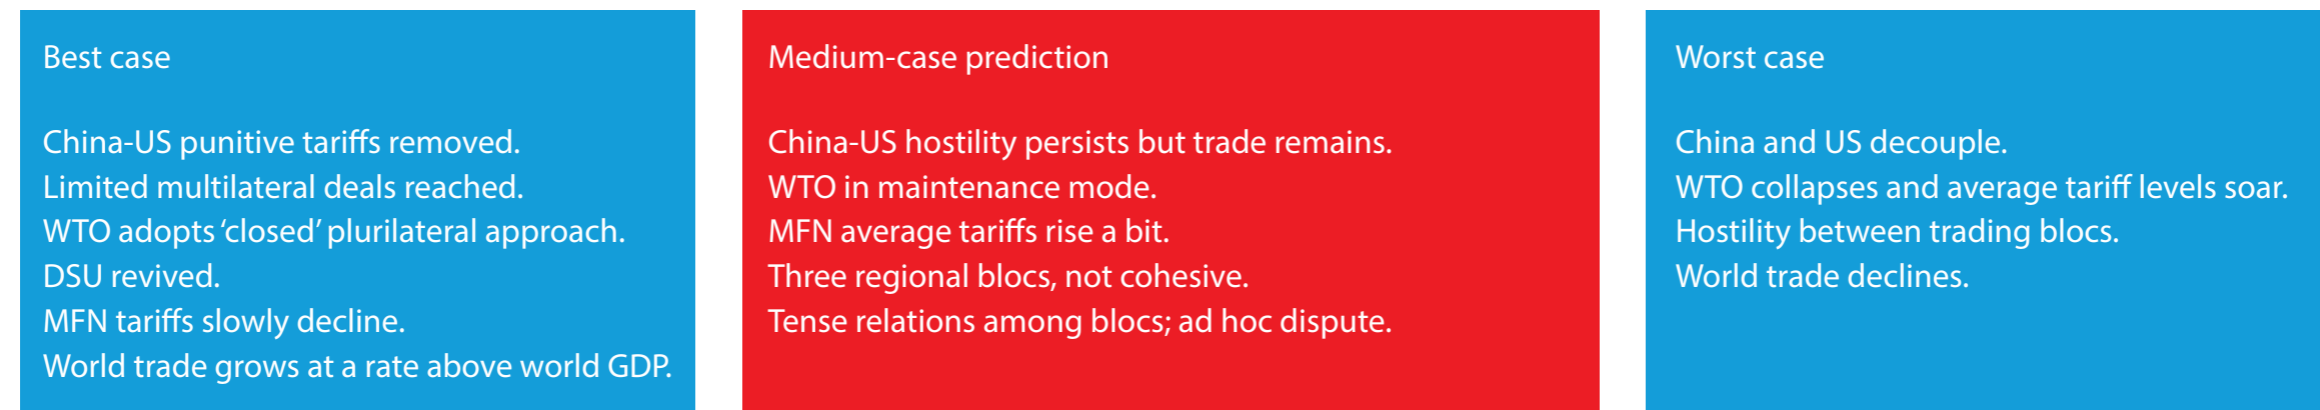 Best case
China-US punitive tariffs removed.
Limited multilateral deals reached.
WTO adopts ‘closed’ plurilateral approach.
DSU revived.
MFN tariffs slowly decline.
World trade grows at a rate above world GDP.
Medium-case prediction
China-US hostility persists but trade remains.
WTO in maintenance mode.
MFN average tariffs rise a bit.
Three regional blocs, not cohesive.
Tense relations among blocs; ad hoc dispute.
Worst case
China and US decouple.
WTO collapses and average tariff levels soar.
Hostility between trading blocs.
World trade declines.